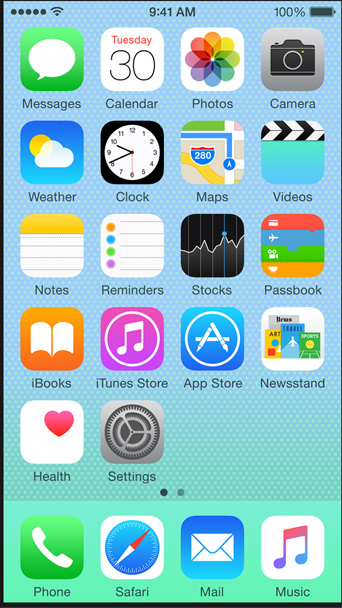 9:41 AM 100%
Tuesday
30
Messages Calendar Photos Camera
280
Weather Clock Maps Videos
Notes Reminders Stocks Passbook
News
ART TRAVEL SPORTS
iBooks iTunes Store App Store Newsstand
Health Settings
Phone Safari Mail Music